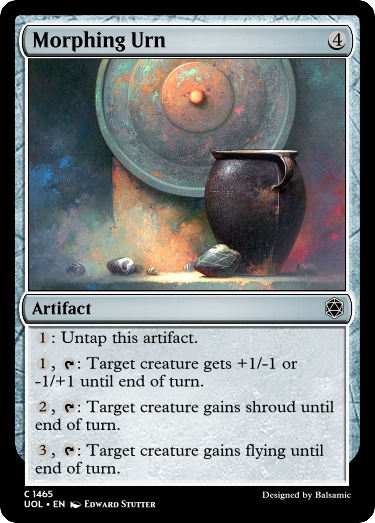 Morphing Urn 4
Artifact
1 : Untap this artifact.
1 , : Target creature gets +1/-1 or
-1/+1 until end of turn.
2 , : Target creature gains shroud until
end of turn.
3 , : Target creature gains flying until
end of turn.
C 1465
UOL • EN Edward Stutter
Designed by Balsamic